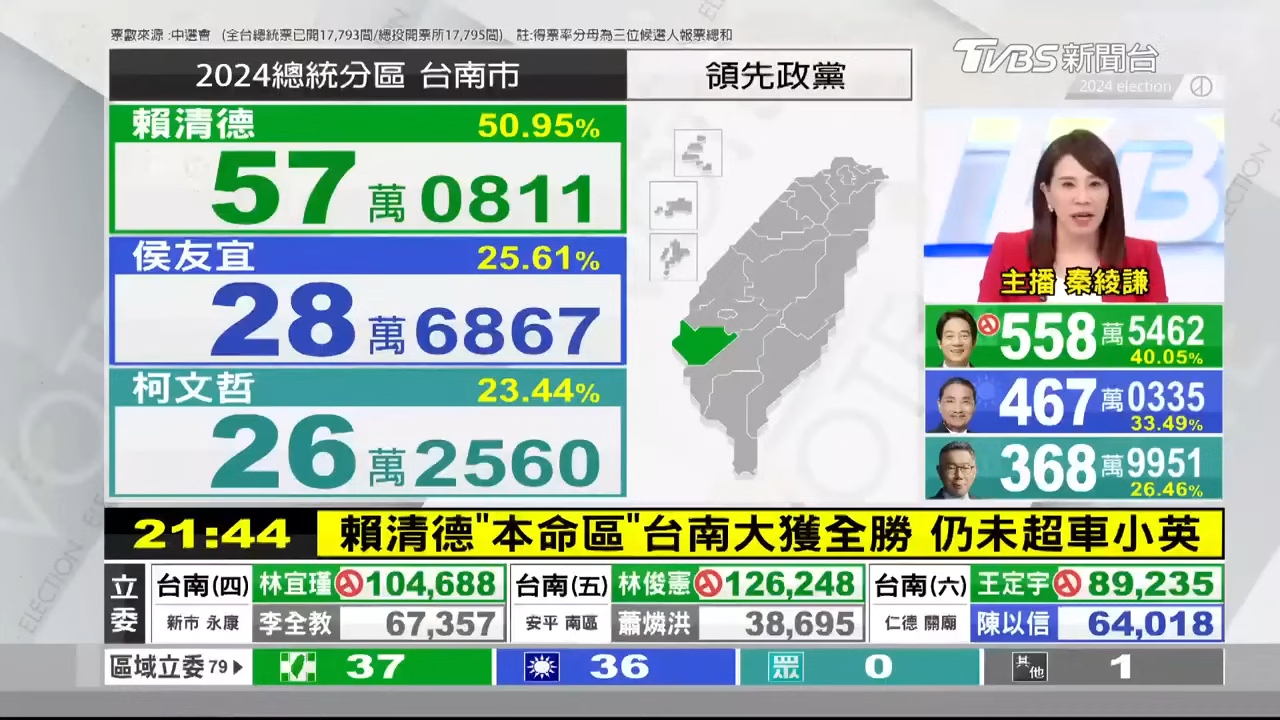 票數來源:中選會 (全台總統票已開17,793間/總投開票所17,795間) 註:得票率分母為三位候選人報票總和
TVBS新聞台
2024 election
2024總統分區 台南市
領先政黨
賴清德 50.95%
57萬0811
侯友宜 25.61%
28萬6867
柯文哲 23.44%
26萬2560
主播 秦綾謙
558萬5462
40.05%
467萬0335
33.49%
368萬9951
26.46%
21:44 賴清德"本命區"台南大獲全勝 仍未超車小英
立委
台南(四) 林宜瑾 104,688
新市 永康 李全教 67,357
台南(五) 林俊憲 126,248
安平 南區 蕭燐洪 38,695
台南(六) 王定宇 89,235
仁德 關廟 陳以信 64,018
區域立委 79 37 36 眾 0 其他 1
VOTE
ELECTION
ELECTION
ELECTION